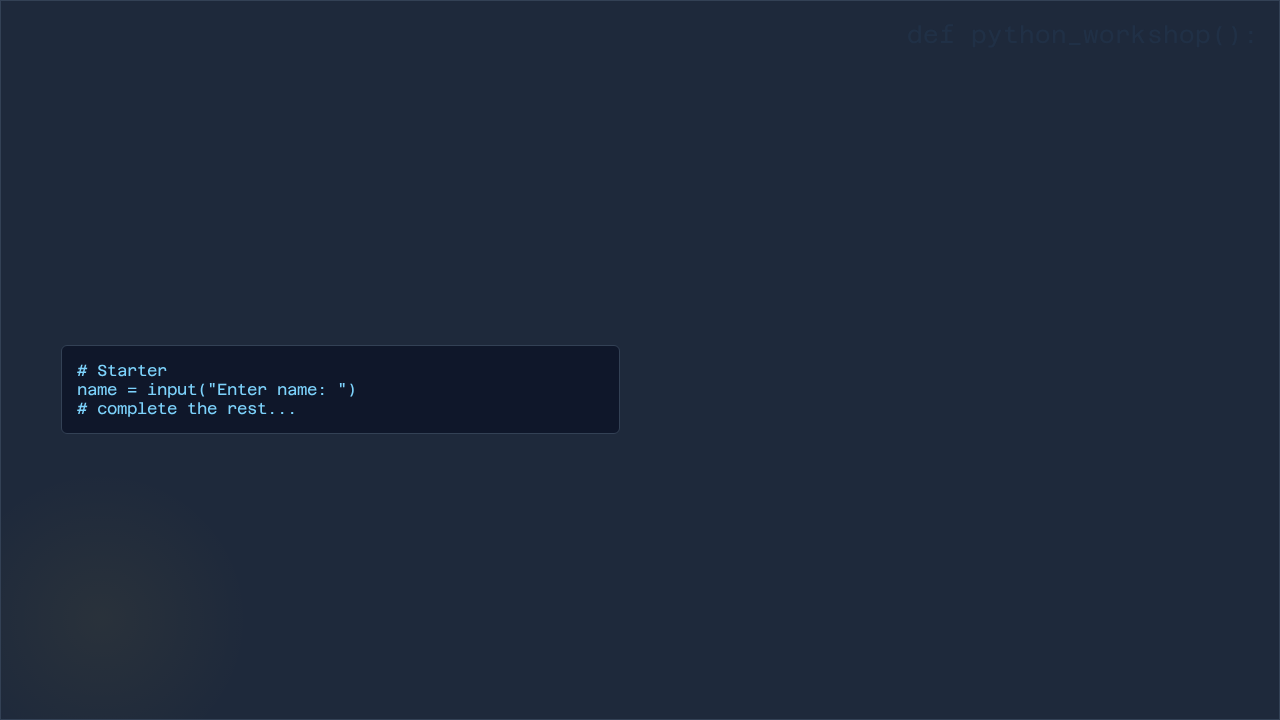 def python_workshop():
# Starter
name = input("Enter name: ")
# complete the rest...